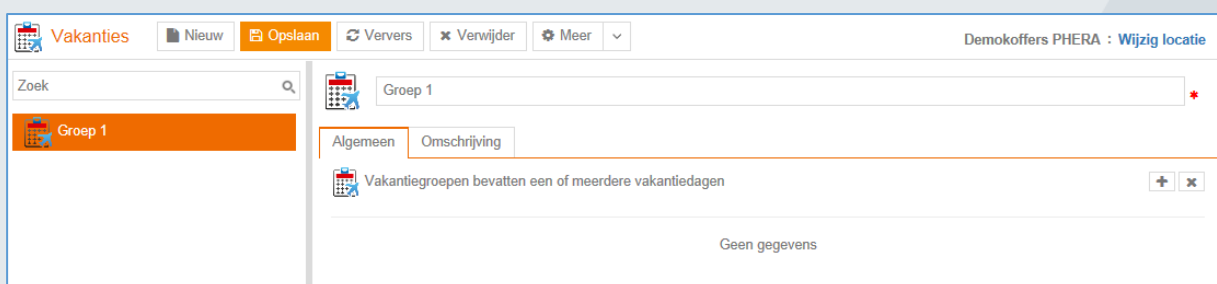 Vakanties Nieuw Opslaan Ververs Verwijder Meer Demokoffers PHERA : Wijzig locatie
Zoek
Groep 1 *
Groep 1
Algemeen Omschrijving
Vakantiegroepen bevatten een of meerdere vakantiedagen
Geen gegevens